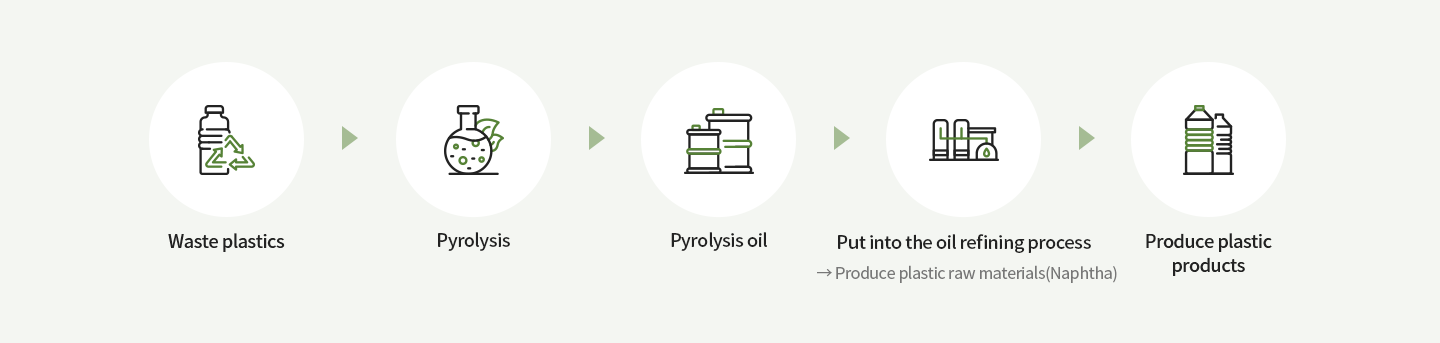 Waste plastics
Pyrolysis
Pyrolysis oil
Put into the oil refining process
→ Produce plastic raw materials(Naphtha)
Produce plastic
products